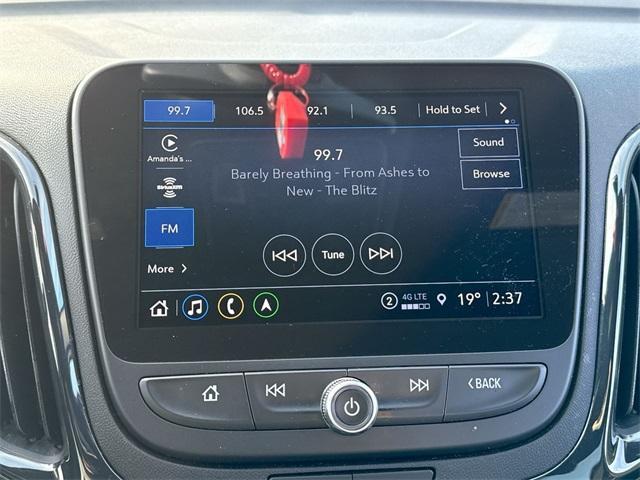 99.7 106.5 92.1 93.5 Hold to Set
Amanda's ...
SiriusXM
FM
More
99.7
Barely Breathing - From Ashes to
New - The Blitz
Sound
Browse
Tune
2 4G LTE 19° 2:37
BACK